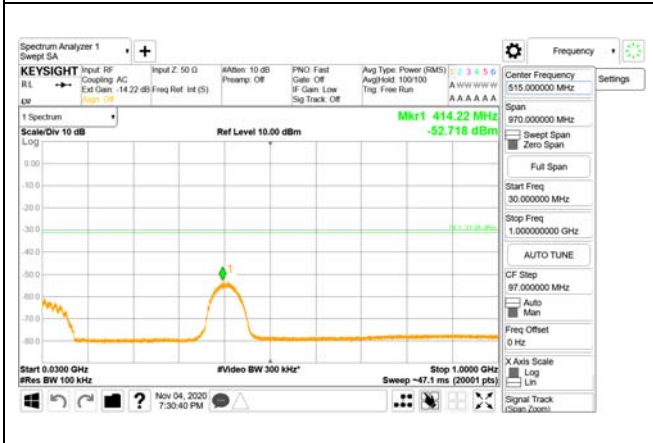 Spectrum Analyzer 1
Swept SA
+
Frequency
KEYSIGHT
Input: RF
Coupling: AC
Ext Gain: -14.22 dB
Align: Off
Input Z: 50 Ω
Freq Ref: Int (S)
#Atten: 10 dB
Preamp: Off
PNO: Fast
Gate: Off
IF Gain: Low
Sig Track: Off
Avg Type: Power (RMS)
Avg|Hold: 100/100
Trig: Free Run
1 2 3 4 5 6
A W W W W W
A A A A A A
RL
1 Spectrum
Scale/Div 10 dB
Log
Ref Level 10.00 dBm
Mkr1 414.22 MHz
-52.718 dBm
0.00
-10.0
-20.0
-30.0
-40.0
-50.0
-60.0
-70.0
-80.0
1
Start 0.0300 GHz
#Res BW 100 kHz
#Video BW 300 kHz*
Stop 1.0000 GHz
Sweep ~47.1 ms (20001 pts)
?
Nov 04, 2020
7:30:40 PM
Center Frequency
515.000000 MHz
Settings
Span
970.000000 MHz
Swept Span
Zero Span
Full Span
Start Freq
30.000000 MHz
Stop Freq
1.000000000 GHz
AUTO TUNE
CF Step
97.000000 MHz
Auto
Man
Freq Offset
0 Hz
X Axis Scale
Log
Lin
Signal Track
(Span Zoom)